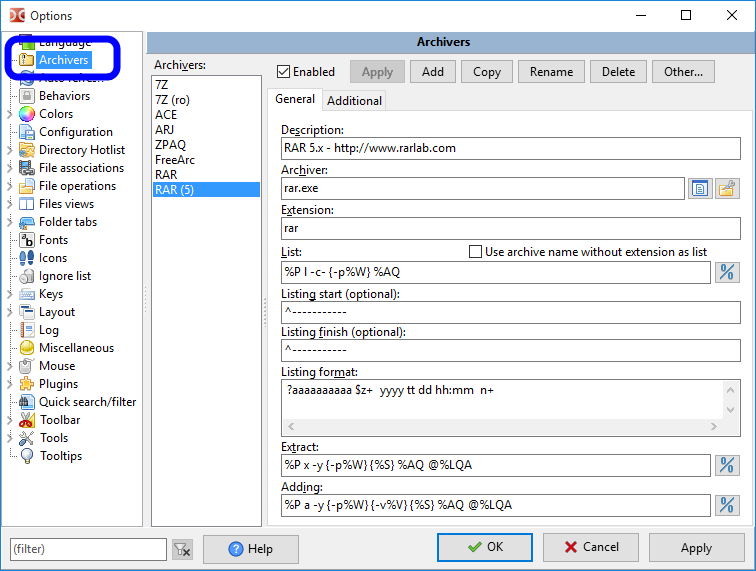 Options
Language
Archivers
Auto refresh
Behaviors
Colors
Configuration
Directory Hotlist
File associations
File operations
Files views
Folder tabs
Fonts
Icons
Ignore list
Keys
Layout
Log
Miscellaneous
Mouse
Plugins
Quick search/filter
Toolbar
Tools
Tooltips
(filter)
Help
Archivers
Archivers:
7Z
7Z (ro)
ACE
ARJ
ZPAQ
FreeArc
RAR
RAR (5)
Enabled Apply Add Copy Rename Delete Other...
General Additional
Description:
RAR 5.x - http://www.rarlab.com
Archiver:
rar.exe
Extension:
rar
List: Use archive name without extension as list
%P l -c- {-p%W} %AQ
Listing start (optional):
^-----------
Listing finish (optional):
^-----------
Listing format:
?aaaaaaaaaa $z+  yyyy tt dd hh:mm  n+
Extract:
%P x -y {-p%W} {%S} %AQ @%LQA
Adding:
%P a -y {-p%W} {-v%V} {%S} %AQ @%LQA
OK Cancel Apply